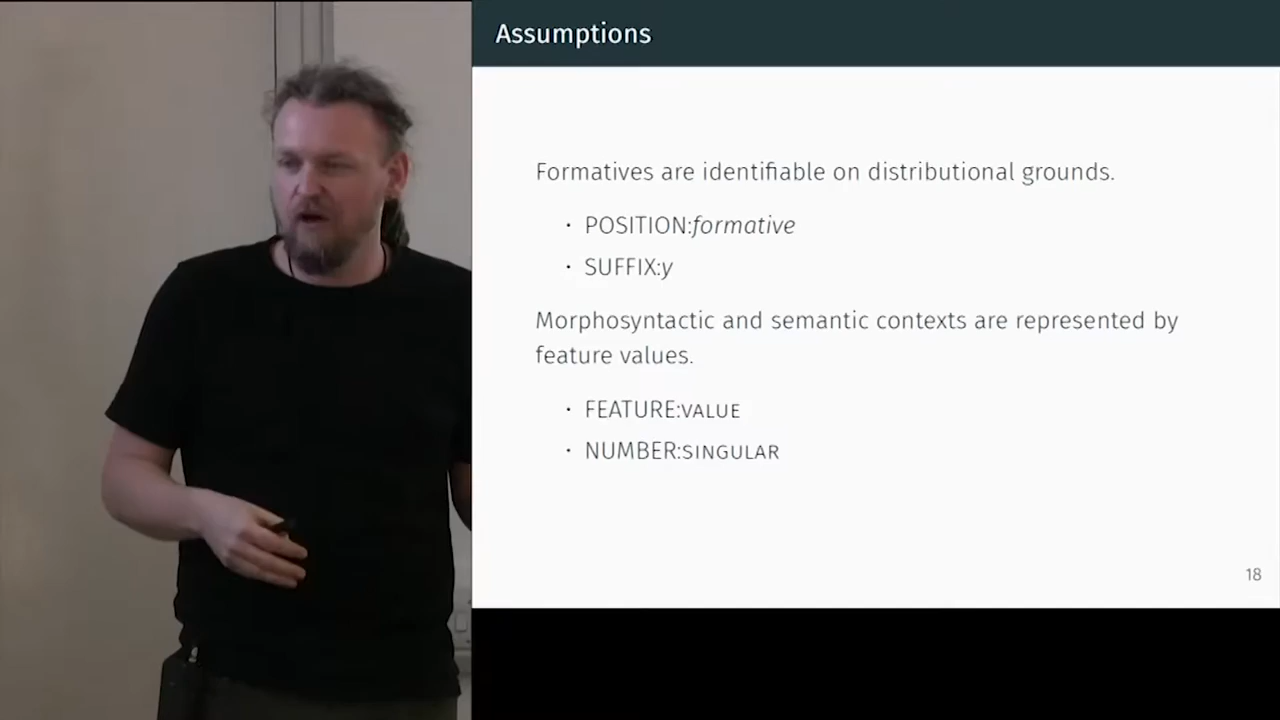 Assumptions
Formatives are identifiable on distributional grounds.
· POSITION:formative
· SUFFIX:y
Morphosyntactic and semantic contexts are represented by
feature values.
· FEATURE:VALUE
· NUMBER:SINGULAR
18